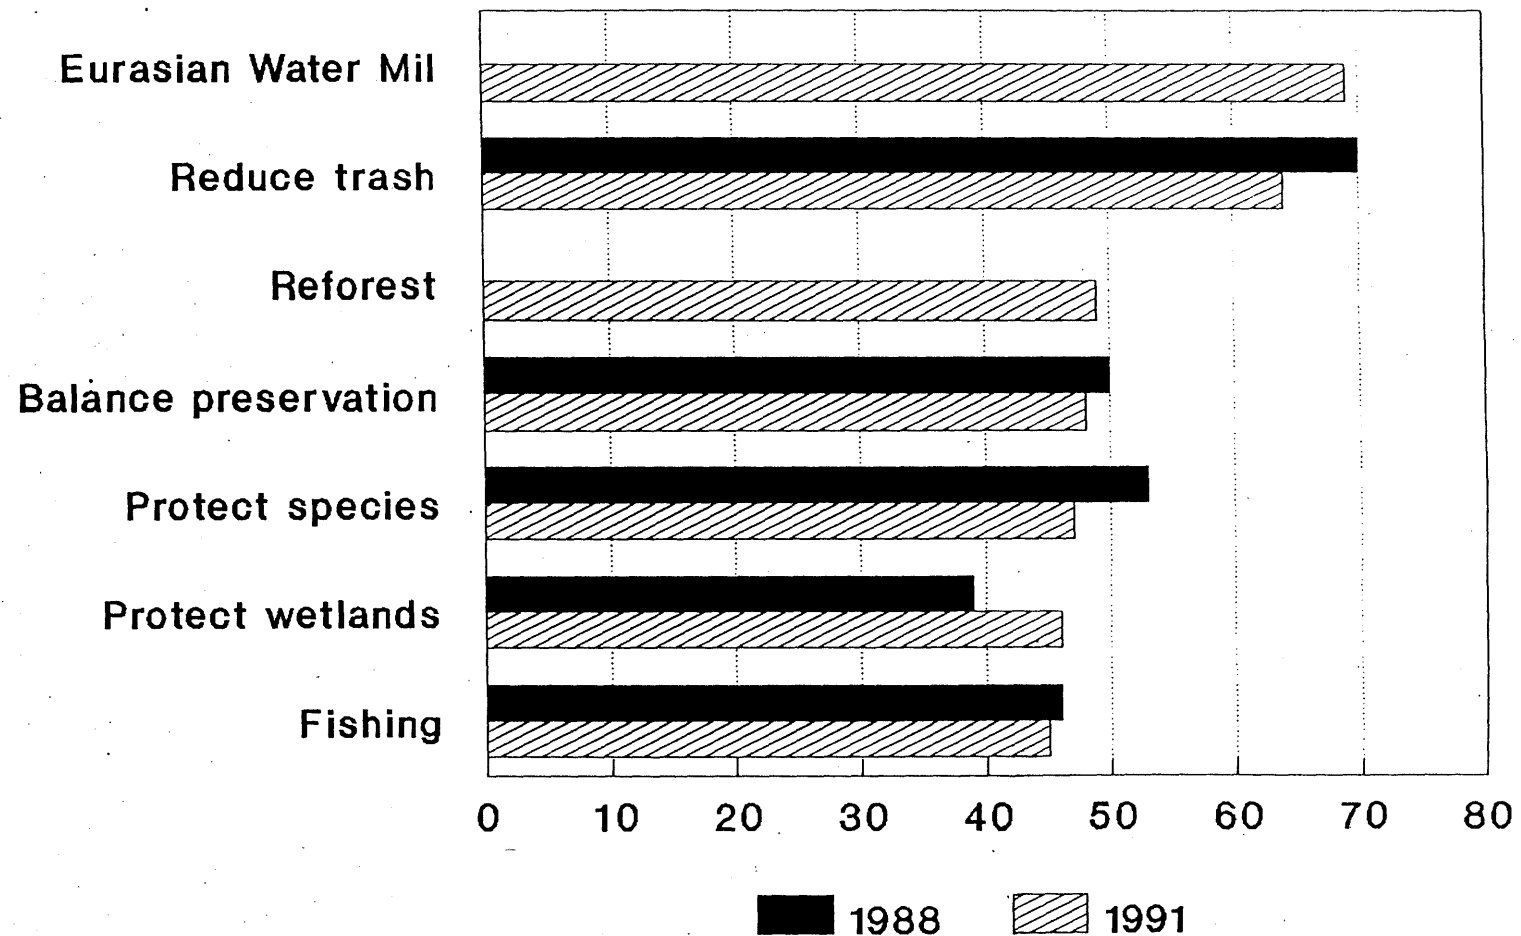 Eurasian Water Mil
Reduce trash
Reforest
Balance preservation
Protect species
Protect wetlands
Fishing
0 10 20 30 40 50 60 70 80
1988 1991